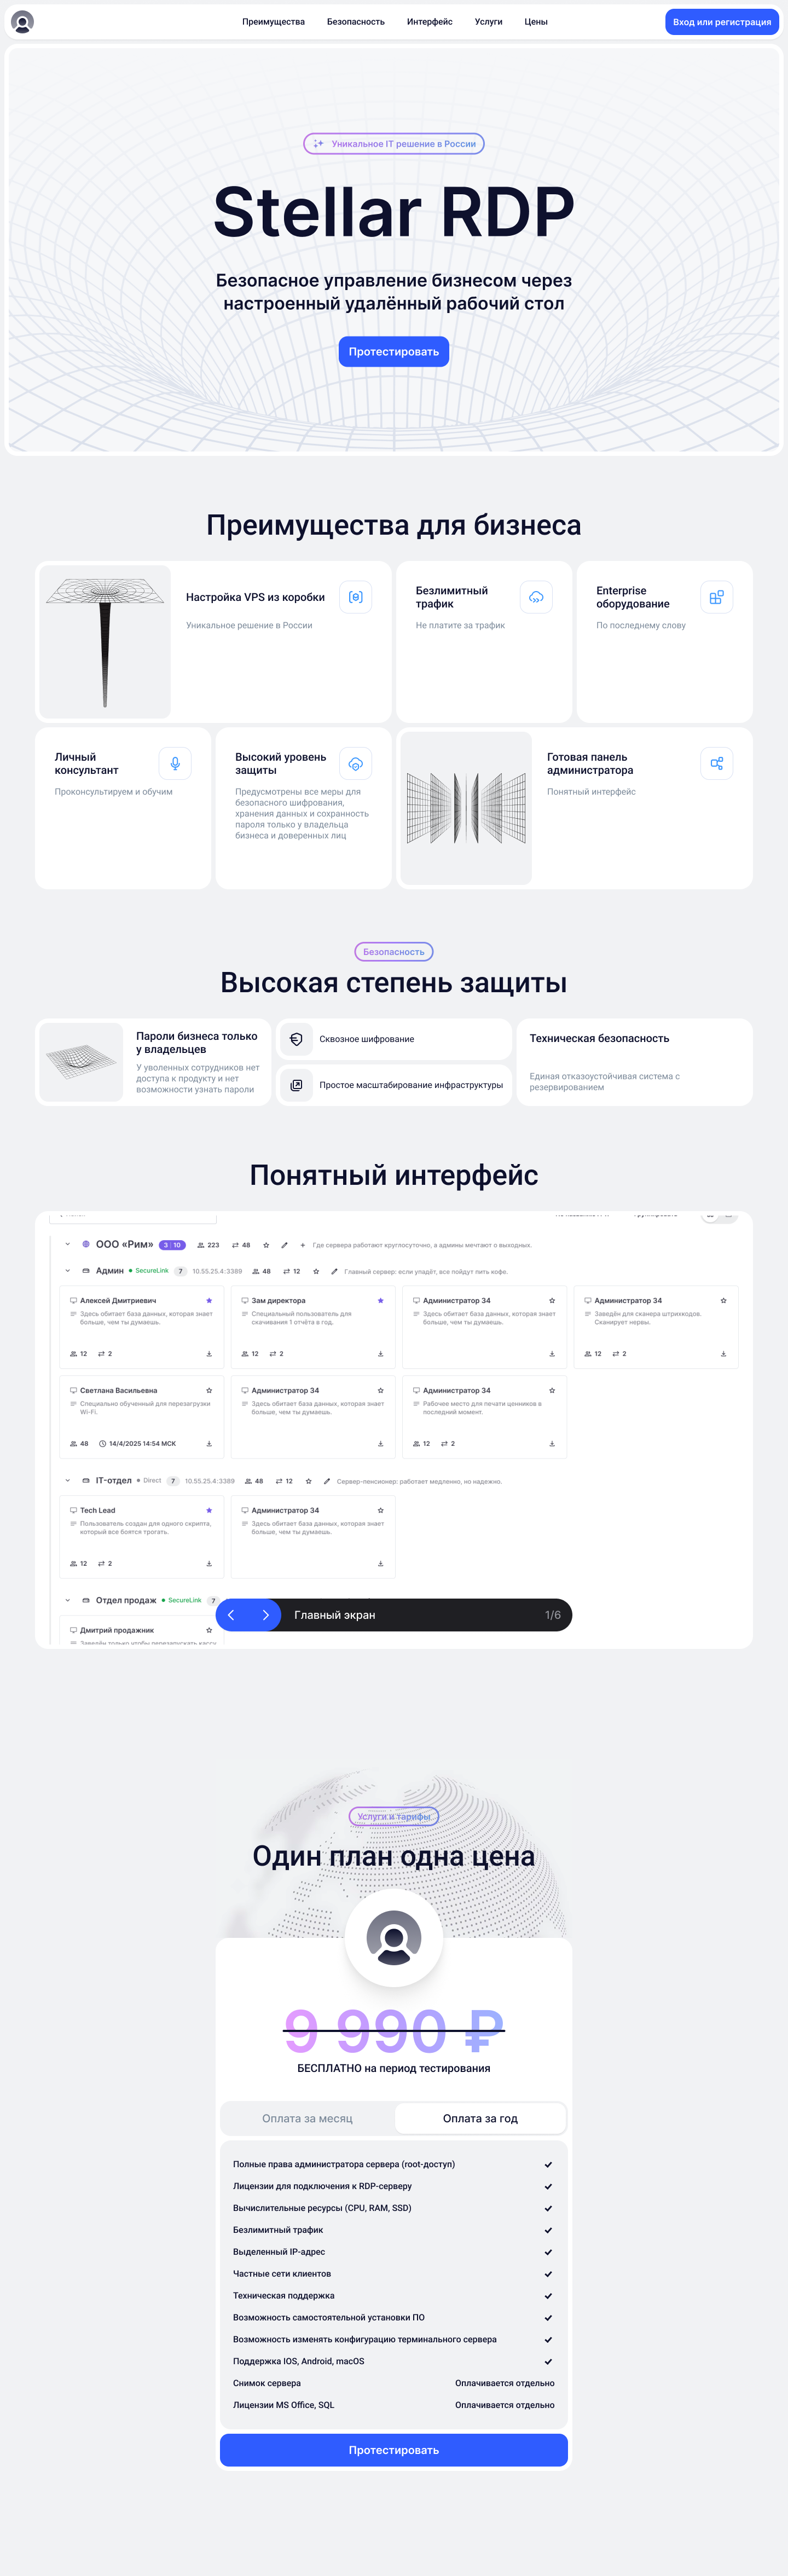 Преимущества
Безопасность
Интерфейс
Услуги
Цены
Вход или регистрация
Уникальное IT решение в России
Stellar RDP
Безопасное управление бизнесом через
настроенный удалённый рабочий стол
Протестировать
Преимущества для бизнеса
Настройка VPS из коробки
Уникальное решение в России
Безлимитный
трафик
Не платите за трафик
Enterprise
оборудование
По последнему слову
Личный
консультант
Проконсультируем и обучим
Высокий уровень
защиты
Предусмотрены все меры для
безопасного шифрования,
хранения данных и сохранность
пароля только у владельца
бизнеса и доверенных лиц
Готовая панель
администратора
Понятный интерфейс
Безопасность
Высокая степень защиты
Пароли бизнеса только
у владельцев
У уволенных сотрудников нет
доступа к продукту и нет
возможности узнать пароли
Сквозное шифрование
Простое масштабирование инфраструктуры
Техническая безопасность
Единая отказоустойчивая система с
резервированием
Понятный интерфейс
ООО «Рим» 3 10 223 48 Где сервера работают круглосуточно, а админы мечтают о выходных.
Админ SecureLink 7 10.55.25.4:3389 48 12 Главный сервер: если упадёт, все пойдут пить кофе.
Алексей Дмитриевич
Здесь обитает база данных, которая знает
больше, чем ты думаешь.
12 2
Зам директора
Специальный пользователь для
скачивания 1 отчёта в год.
12 2
Администратор 34
Здесь обитает база данных, которая знает
больше, чем ты думаешь.
Администратор 34
Заведён для сканера штрихкодов.
Сканирует нервы.
12 2
Светлана Васильевна
Специально обученный для перезагрузки
Wi-Fi.
48 14/4/2025 14:54 МСК
Администратор 34
Здесь обитает база данных, которая знает
больше, чем ты думаешь.
Администратор 34
Рабочее место для печати ценников в
последний момент.
12 2
IT-отдел Direct 7 10.55.25.4:3389 48 12 Сервер-пенсионер: работает медленно, но надежно.
Tech Lead
Пользователь создан для одного скрипта,
который все боятся трогать.
12 2
Администратор 34
Здесь обитает база данных, которая знает
больше, чем ты думаешь.
Отдел продаж SecureLink 7
Дмитрий продажник
Заведён только чтобы перезапускать кассу
Главный экран
1/6
Услуги и тарифы
Один план одна цена
9 990 ₽
БЕСПЛАТНО на период тестирования
Оплата за месяц
Оплата за год
Полные права администратора сервера (root-доступ)
Лицензии для подключения к RDP-серверу
Вычислительные ресурсы (CPU, RAM, SSD)
Безлимитный трафик
Выделенный IP-адрес
Частные сети клиентов
Техническая поддержка
Возможность самостоятельной установки ПО
Возможность изменять конфигурацию терминального сервера
Поддержка IOS, Android, macOS
Снимок сервера Оплачивается отдельно
Лицензии MS Office, SQL Оплачивается отдельно
Протестировать